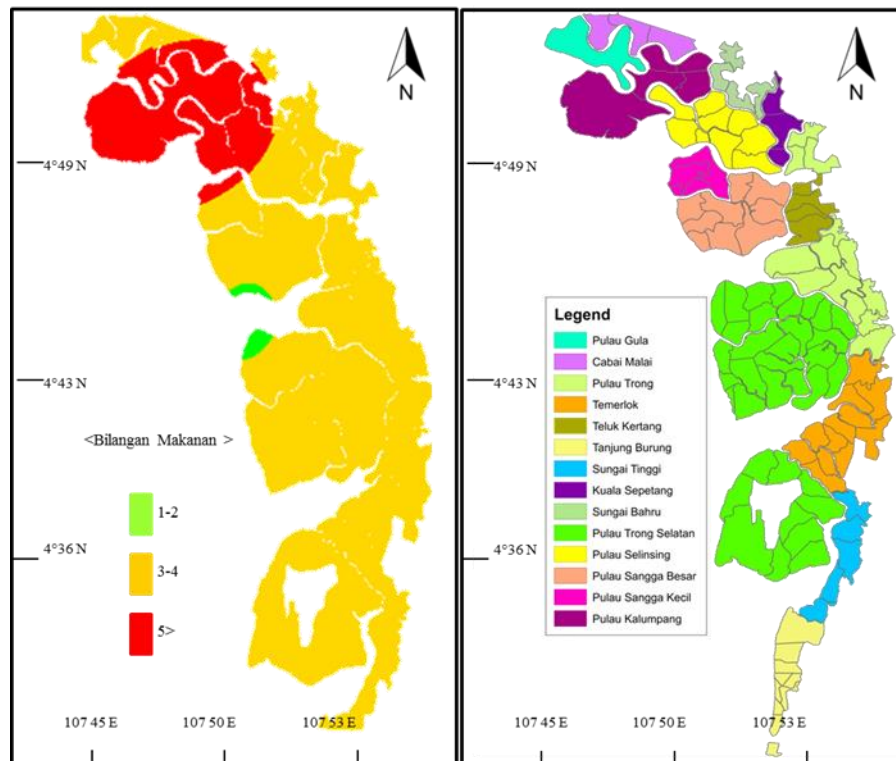 N
4°49 N
4°43 N
<Bilangan Makanan >
1-2
3-4
5>
4°36 N
107 45 E
107 50 E
107 53 E
N
4°49 N
Legend
Pulau Gula
Cabai Malai
Pulau Trong
Temerlok
Teluk Kertang
Tanjung Burung
Sungai Tinggi
Kuala Sepetang
Sungai Bahru
Pulau Trong Selatan
Pulau Selinsing
Pulau Sangga Besar
Pulau Sangga Kecil
Pulau Kalumpang
4°43 N
4°36 N
107 45 E
107 50 E
107 53 E